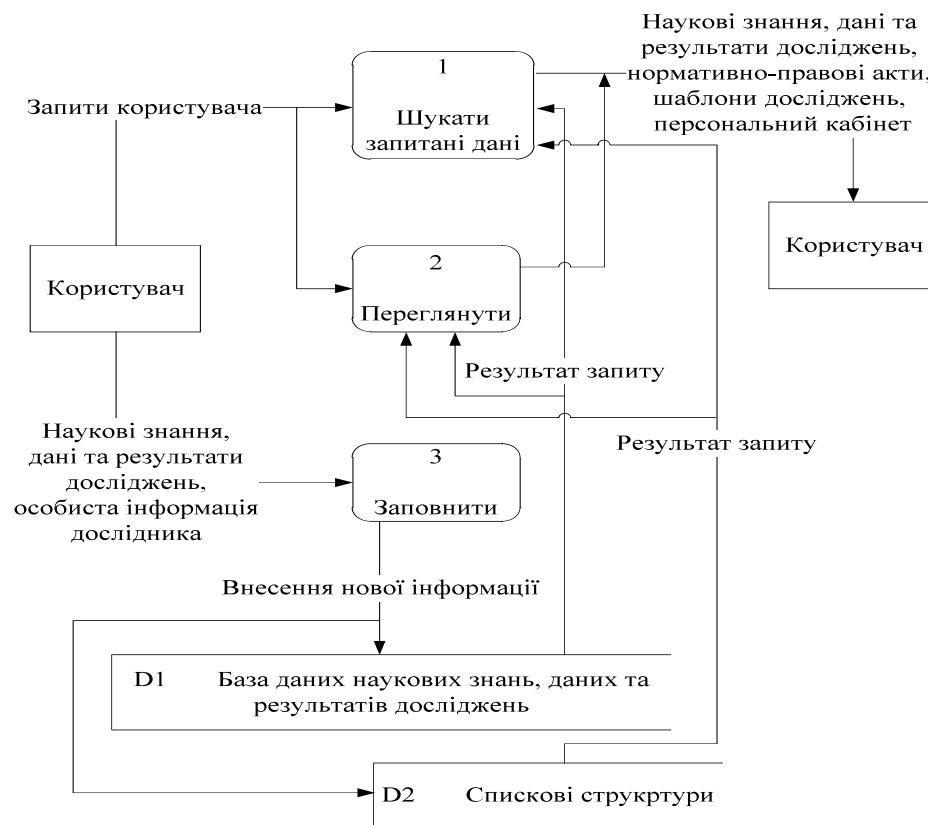 Наукові знання, дані та
результати досліджень,
нормативно-правові акти,
шаблони досліджень,
персональний кабінет
1
Шукати
запитані дані
Запити користувача
Користувач
2
Переглянути
Користувач
Результат запиту
Наукові знання,
дані та результати
досліджень,
особиста інформація
дослідника
3
Заповнити
Результат запиту
Внесення нової інформації
D1 База даних наукових знань, даних та
результатів досліджень
D2 Спискові струкртури